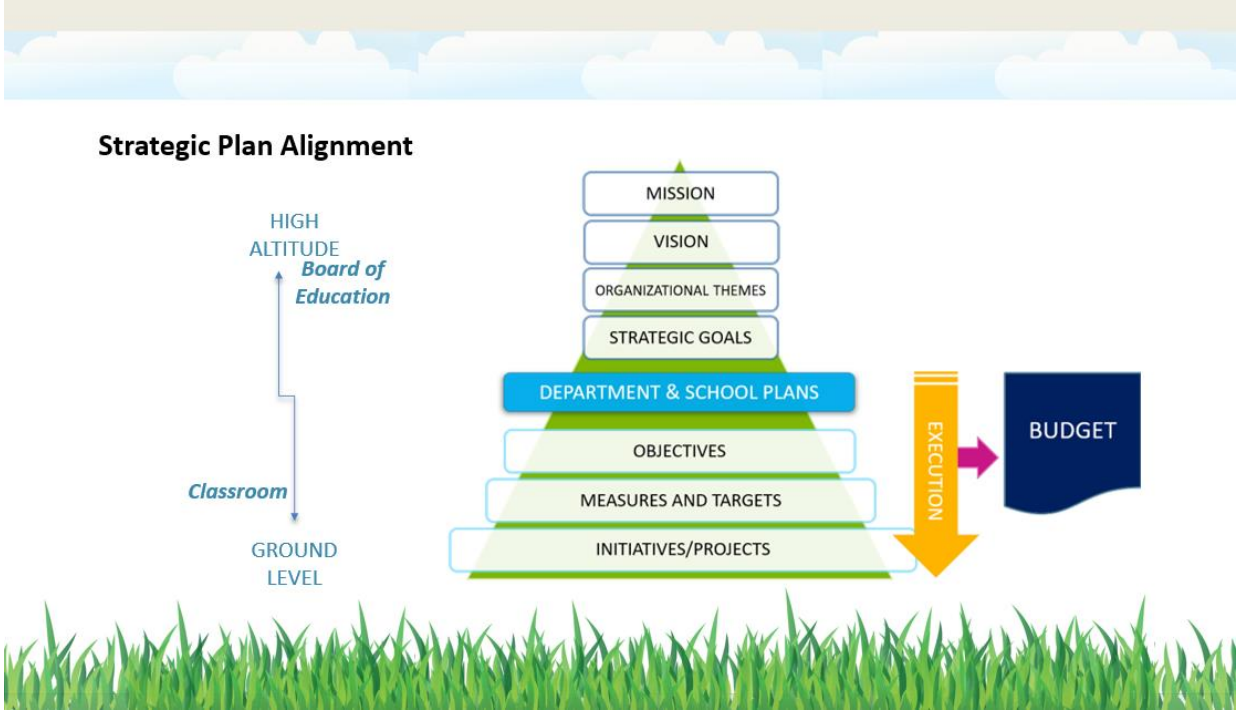 Strategic Plan Alignment
HIGH
ALTITUDE
Board of
Education
Classroom
GROUND
LEVEL
MISSION
VISION
ORGANIZATIONAL THEMES
STRATEGIC GOALS
DEPARTMENT & SCHOOL PLANS
OBJECTIVES
MEASURES AND TARGETS
INITIATIVES/PROJECTS
EXECUTION
BUDGET